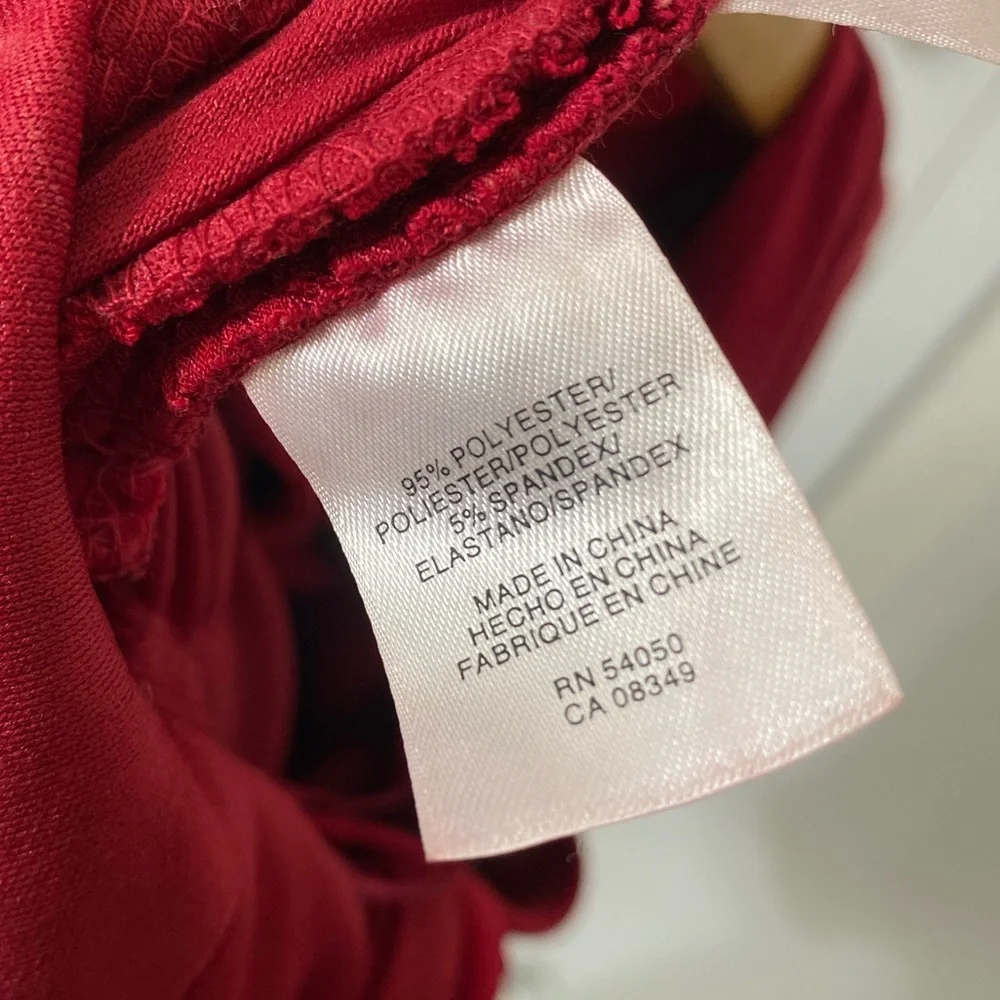 95% POLYESTER/
POLIESTER/POLYESTER
5% SPANDEX/
ELASTANO/SPANDEX
MADE IN CHINA
HECHO EN CHINA
FABRIQUE EN CHINE
RN 54050
CA 08349